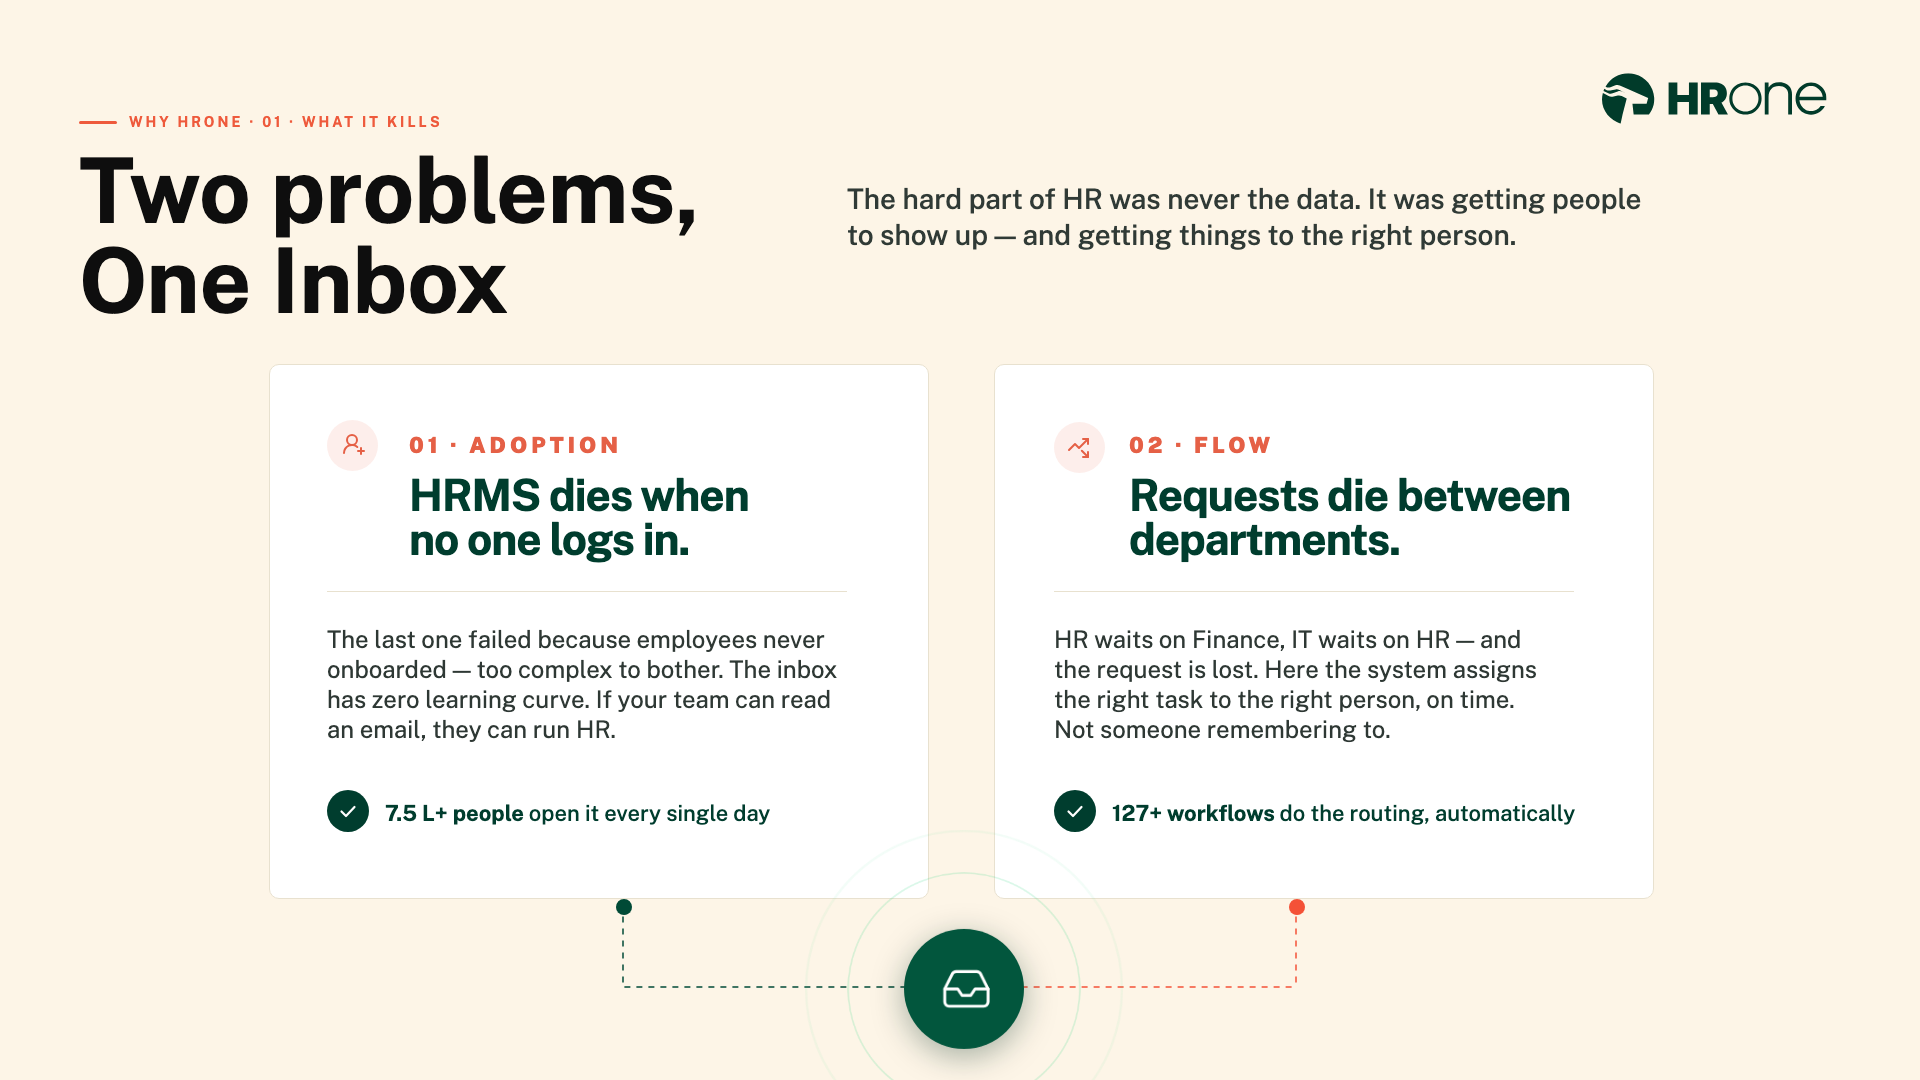 HRone
WHY HRONE · 01 · WHAT IT KILLS
Two problems,
One Inbox
The hard part of HR was never the data. It was getting people
to show up — and getting things to the right person.
01 · ADOPTION
HRMS dies when
no one logs in.
The last one failed because employees never
onboarded — too complex to bother. The inbox
has zero learning curve. If your team can read
an email, they can run HR.
7.5 L+ people open it every single day
02 · FLOW
Requests die between
departments.
HR waits on Finance, IT waits on HR — and
the request is lost. Here the system assigns
the right task to the right person, on time.
Not someone remembering to.
127+ workflows do the routing, automatically